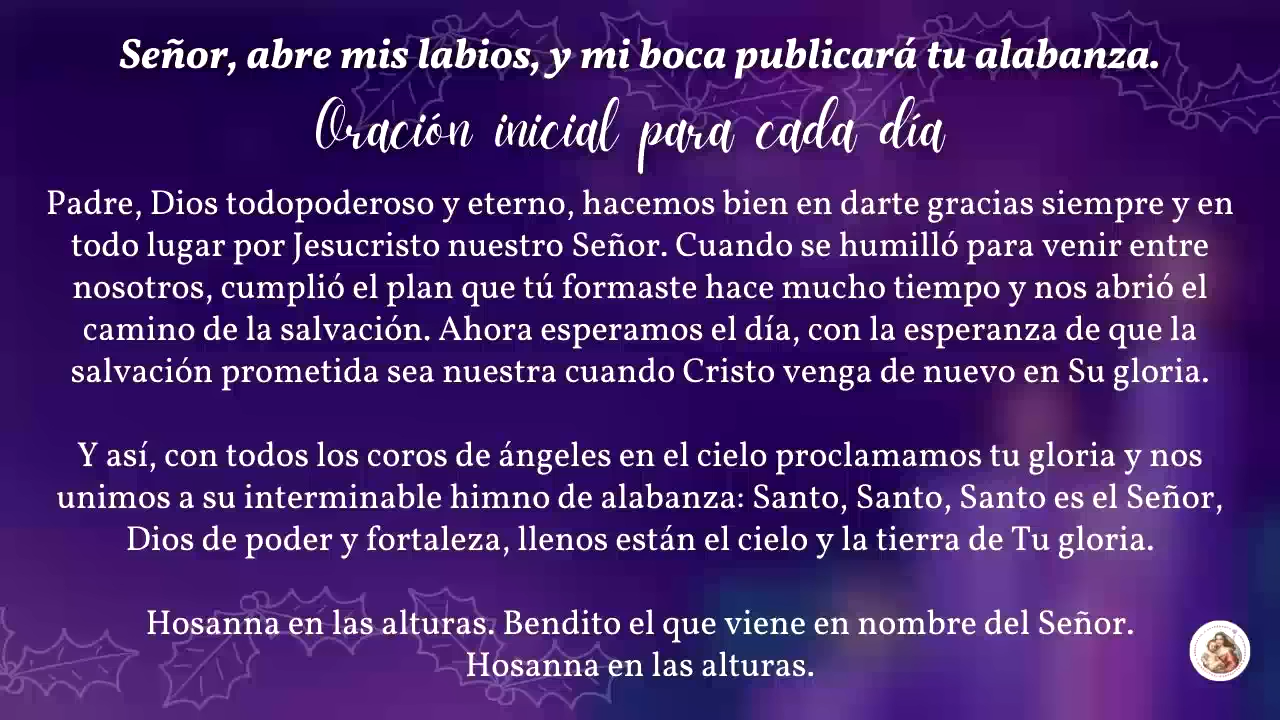 Señor, abre mis labios, y mi boca publicará tu alabanza.
Oración inicial para cada día
Padre, Dios todopoderoso y eterno, hacemos bien en darte gracias siempre y en
todo lugar por Jesucristo nuestro Señor. Cuando se humilló para venir entre
nosotros, cumplió el plan que tú formaste hace mucho tiempo y nos abrió el
camino de la salvación. Ahora esperamos el día, con la esperanza de que la
salvación prometida sea nuestra cuando Cristo venga de nuevo en Su gloria.
Y así, con todos los coros de ángeles en el cielo proclamamos tu gloria y nos
unimos a su interminable himno de alabanza: Santo, Santo, Santo es el Señor,
Dios de poder y fortaleza, llenos están el cielo y la tierra de Tu gloria.
Hosanna en las alturas. Bendito el que viene en nombre del Señor.
Hosanna en las alturas.